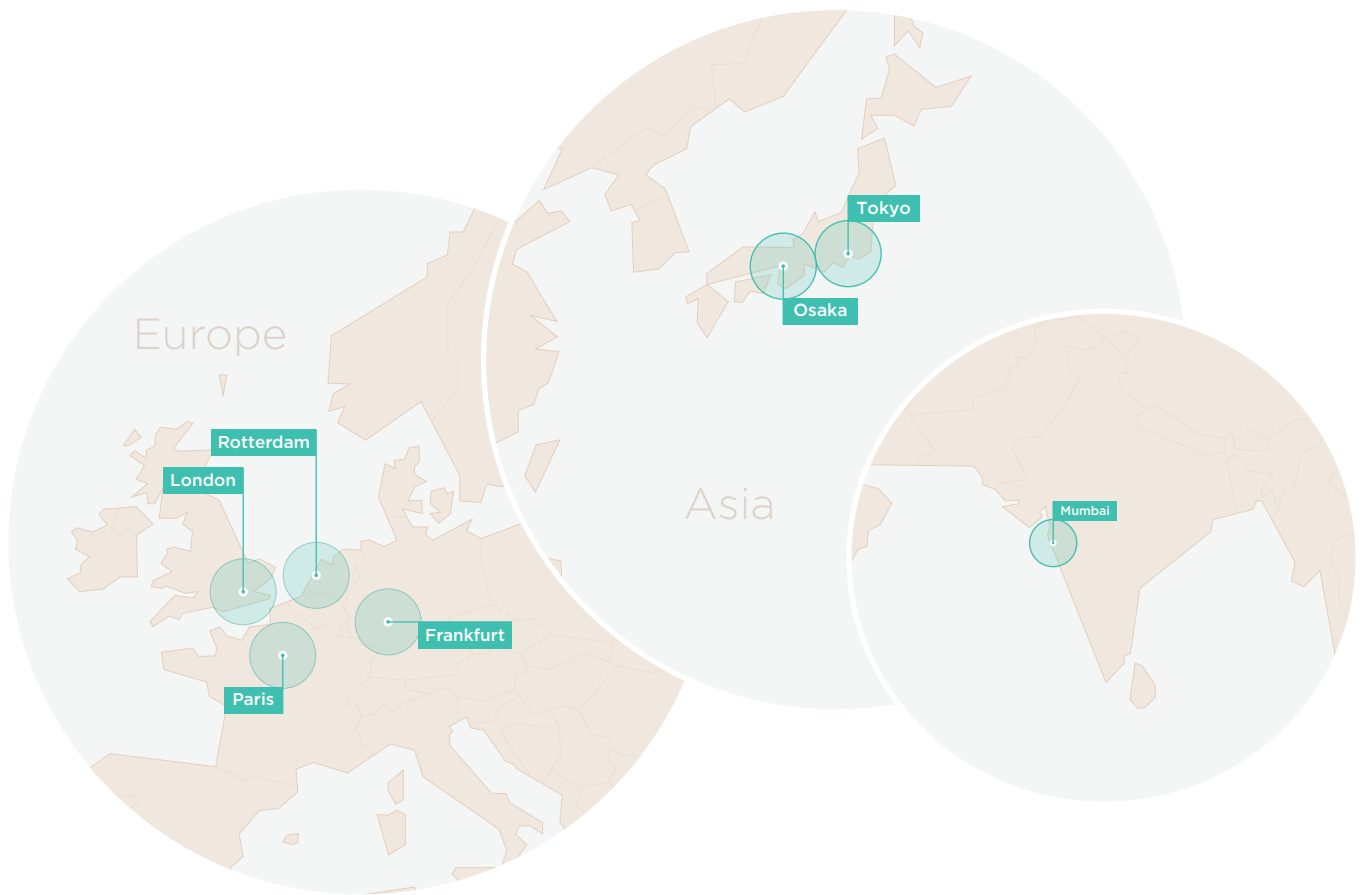 Europe
Rotterdam
London
Frankfurt
Paris
Tokyo
Osaka
Asia
Mumbai